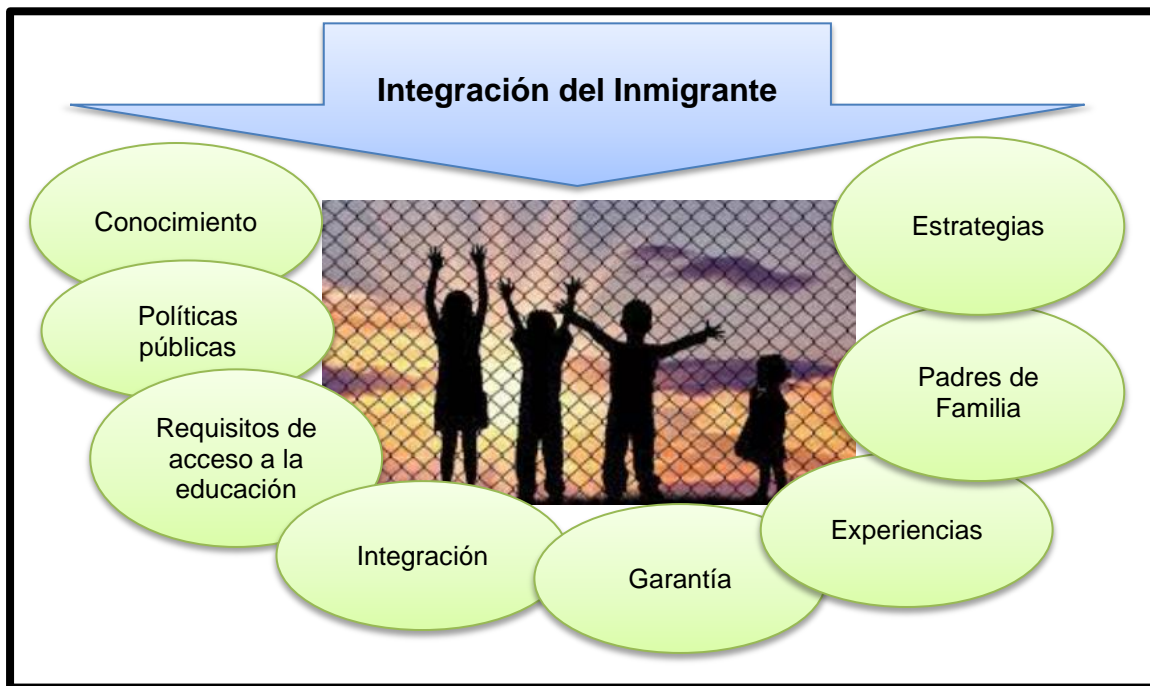 Integración del Inmigrante
Conocimiento
Políticas
públicas
Requisitos de
acceso a la
educación
Integración
Garantía
Experiencias
Padres de
Familia
Estrategias